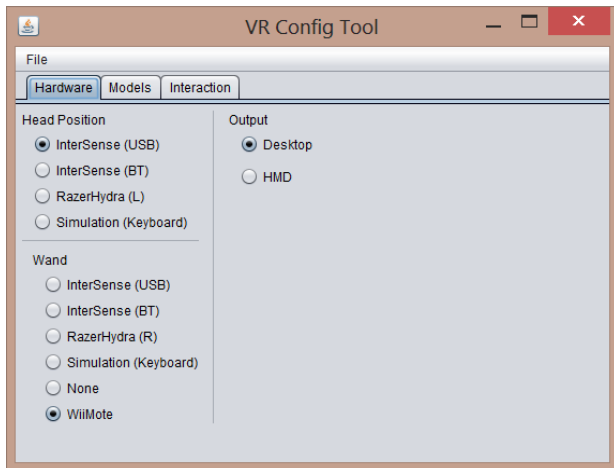 VR Config Tool
File
Hardware Models Interaction
Head Position
InterSense (USB)
InterSense (BT)
RazerHydra (L)
Simulation (Keyboard)
Wand
InterSense (USB)
InterSense (BT)
RazerHydra (R)
Simulation (Keyboard)
None
WiiMote
Output
Desktop
HMD